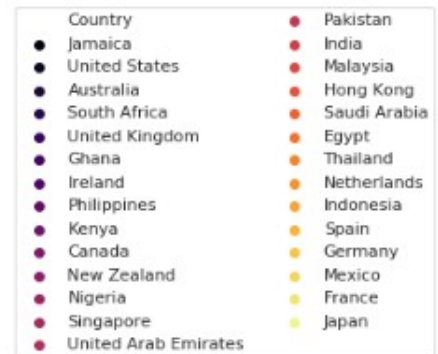 Country
Jamaica
United States
Australia
South Africa
United Kingdom
Ghana
Ireland
Philippines
Kenya
Canada
New Zealand
Nigeria
Singapore
United Arab Emirates
Pakistan
India
Malaysia
Hong Kong
Saudi Arabia
Egypt
Thailand
Netherlands
Indonesia
Spain
Germany
Mexico
France
Japan